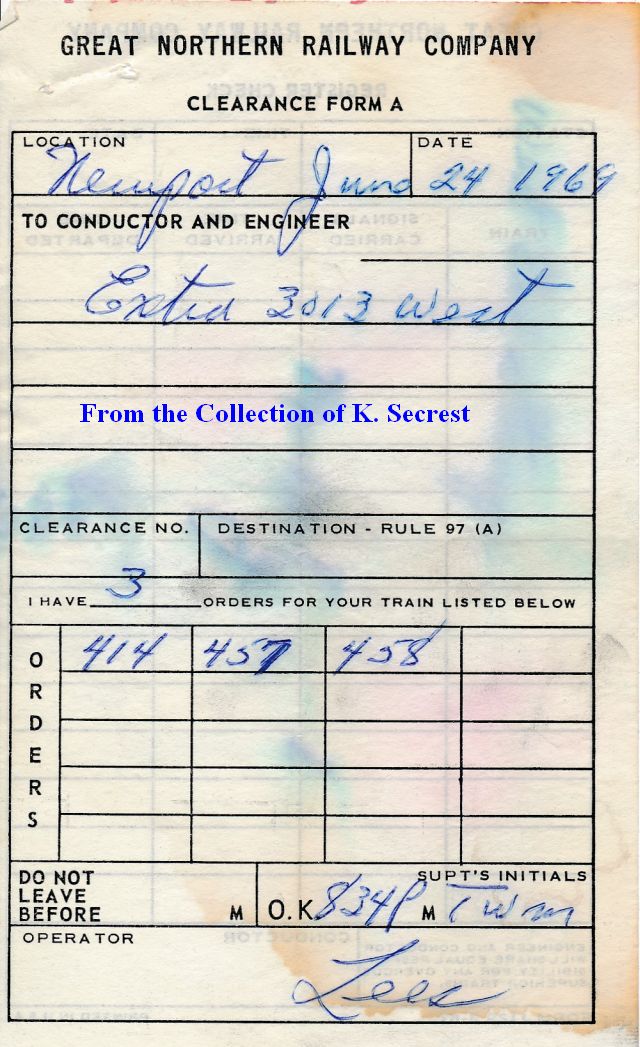 GREAT NORTHERN RAILWAY COMPANY
CLEARANCE FORM A
LOCATION DATE
Newport June 24 1969
TO CONDUCTOR AND ENGINEER
Extra 3013 West
From the Collection of K. Secrest
CLEARANCE NO. DESTINATION - RULE 97 (A)
I HAVE 3 ORDERS FOR YOUR TRAIN LISTED BELOW
ORDERS
414 457 458
DO NOT LEAVE BEFORE M O.K. 834P M SUPT'S INITIALS TWM
OPERATOR
Lees